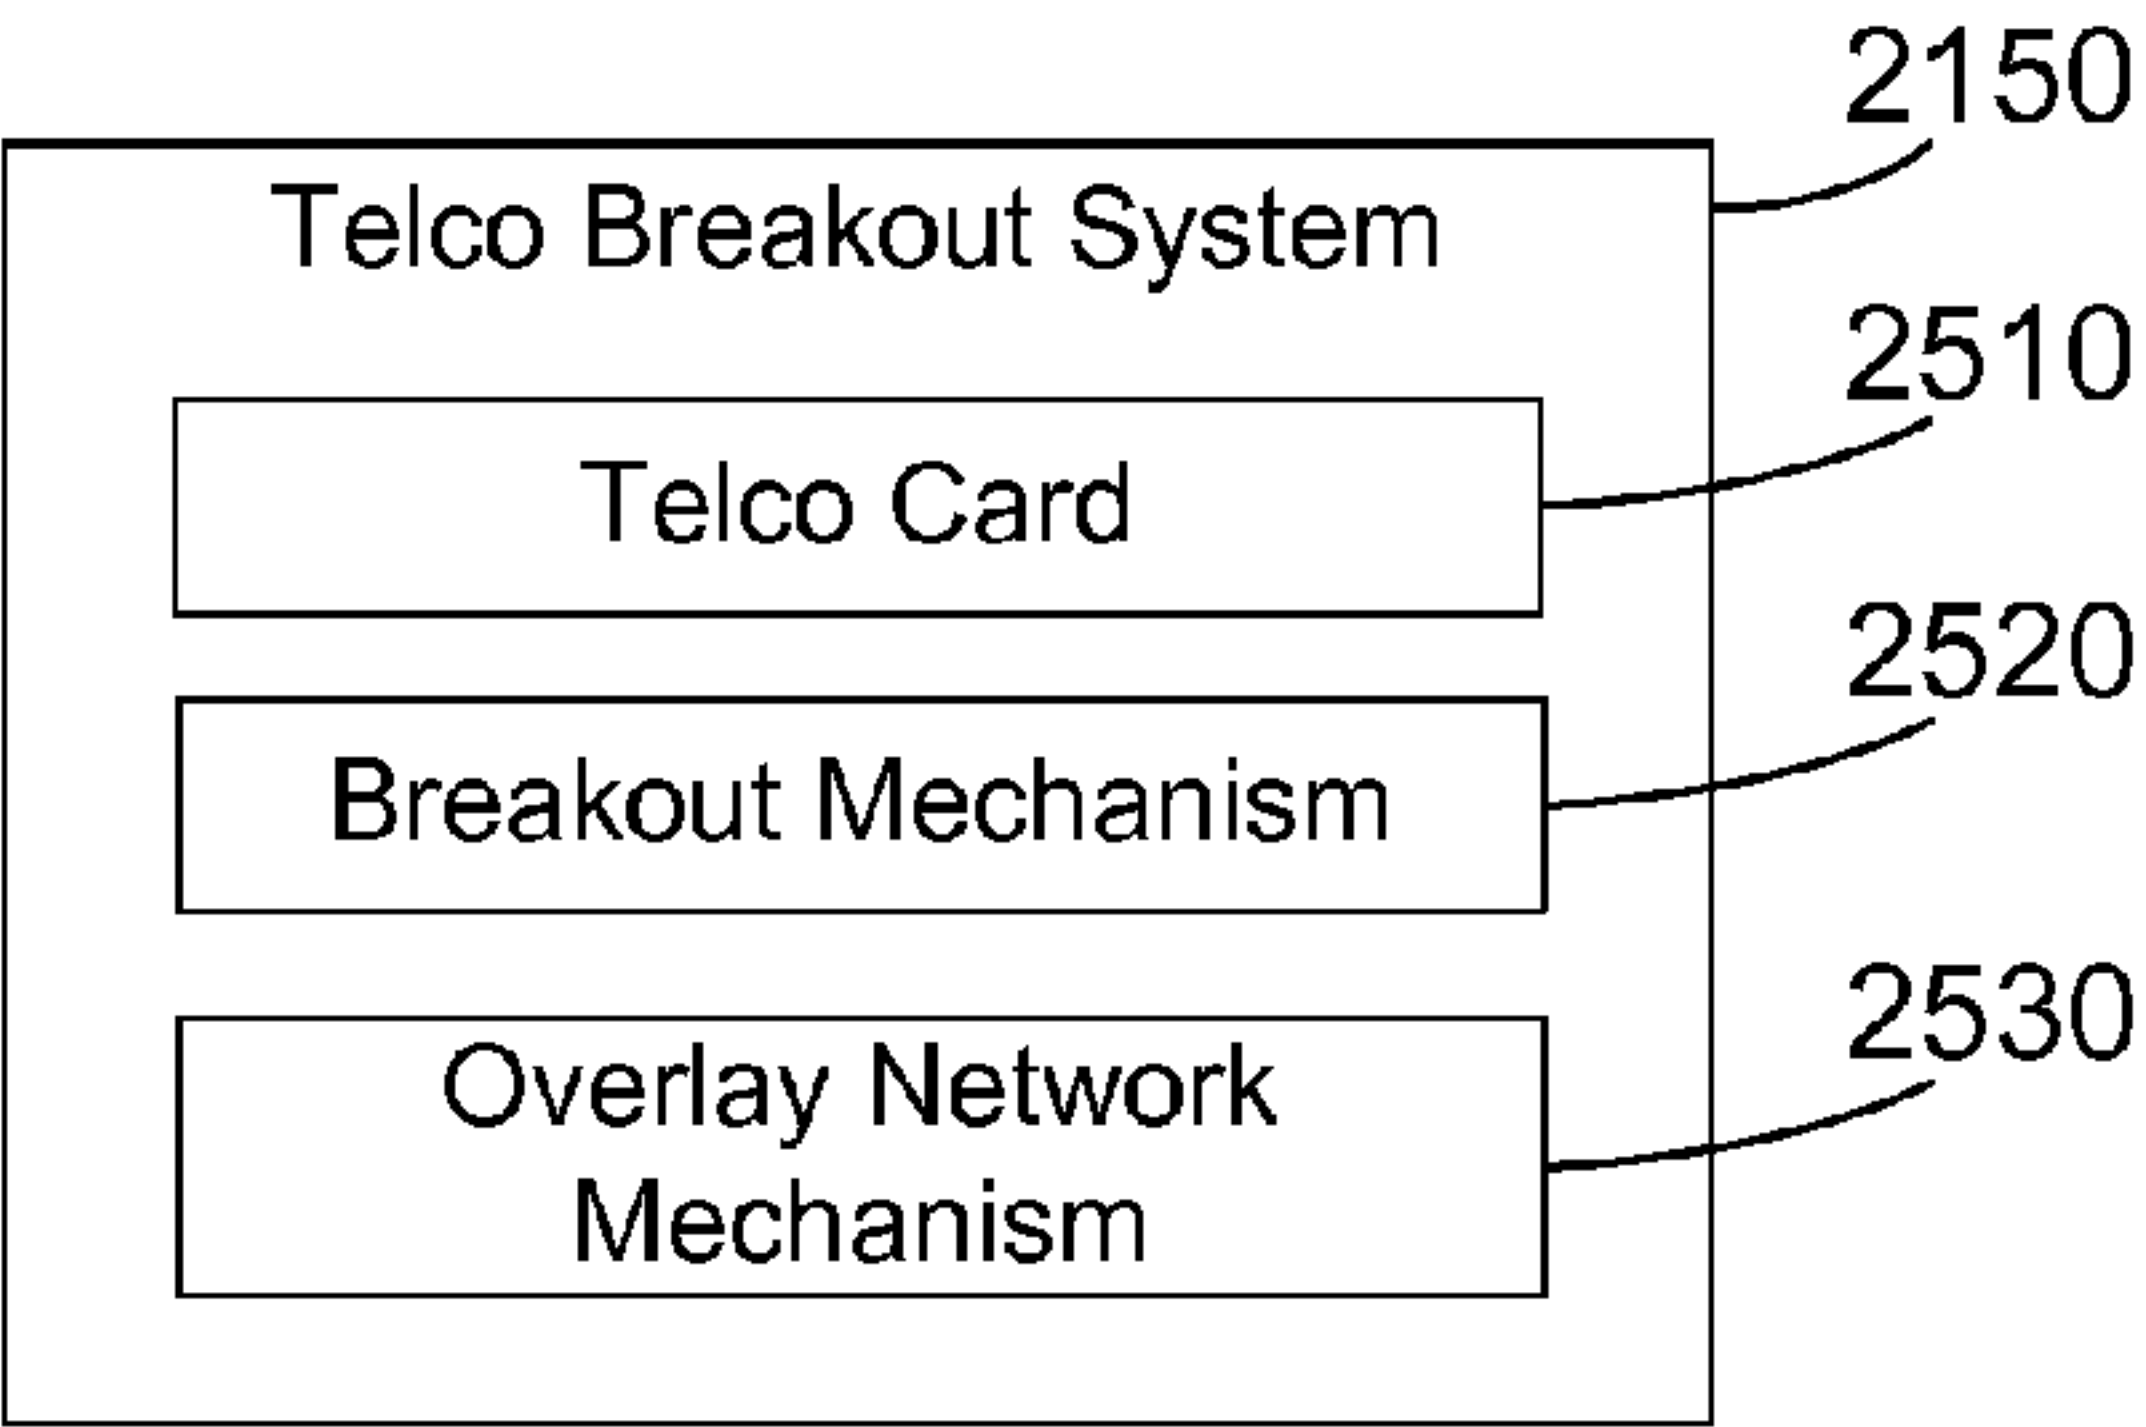 2150
Telco Breakout System
2510
Telco Card
2520
Breakout Mechanism
2530
Overlay Network
Mechanism